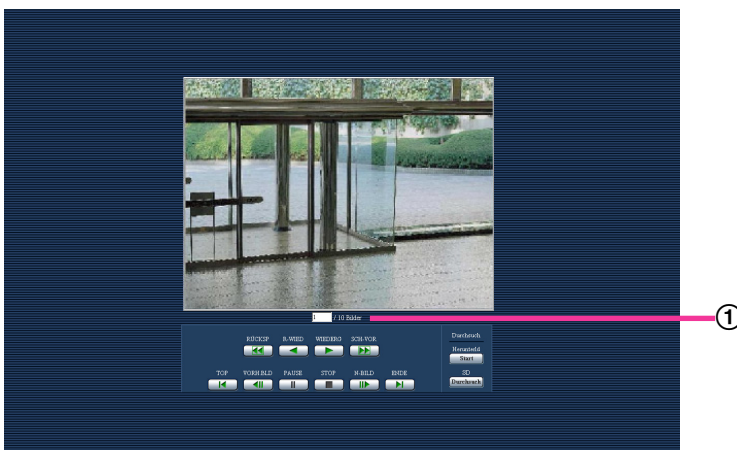 1 / 10 Bilder
①
RÜCKSP R-WIED WIEDERG SCH-VOR
TOP VORH.BLD PAUSE STOP N-BILD ENDE
Durchsuch.
Herunterld
Start
SD
Durchsuch